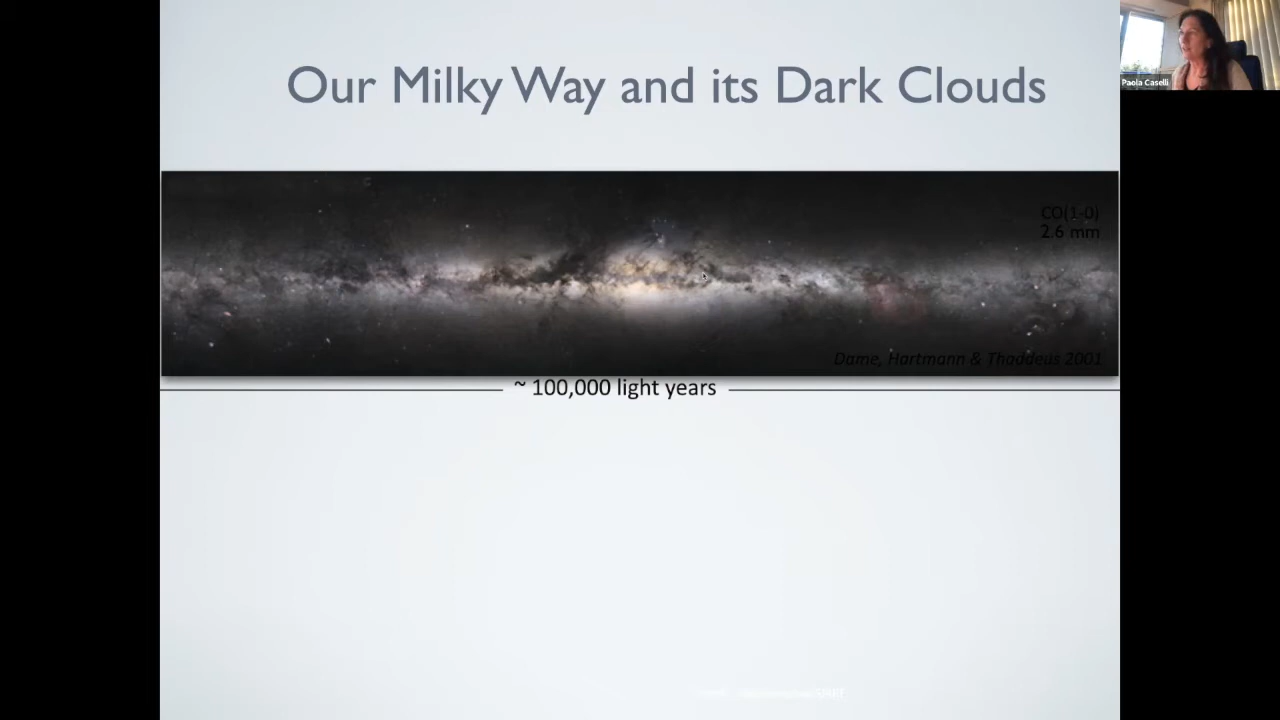 Our Milky Way and its Dark Clouds
Paola Caselli
CO(1-0)
2.6 mm
Dame, Hartmann & Thaddeus 2001
~ 100,000 light years